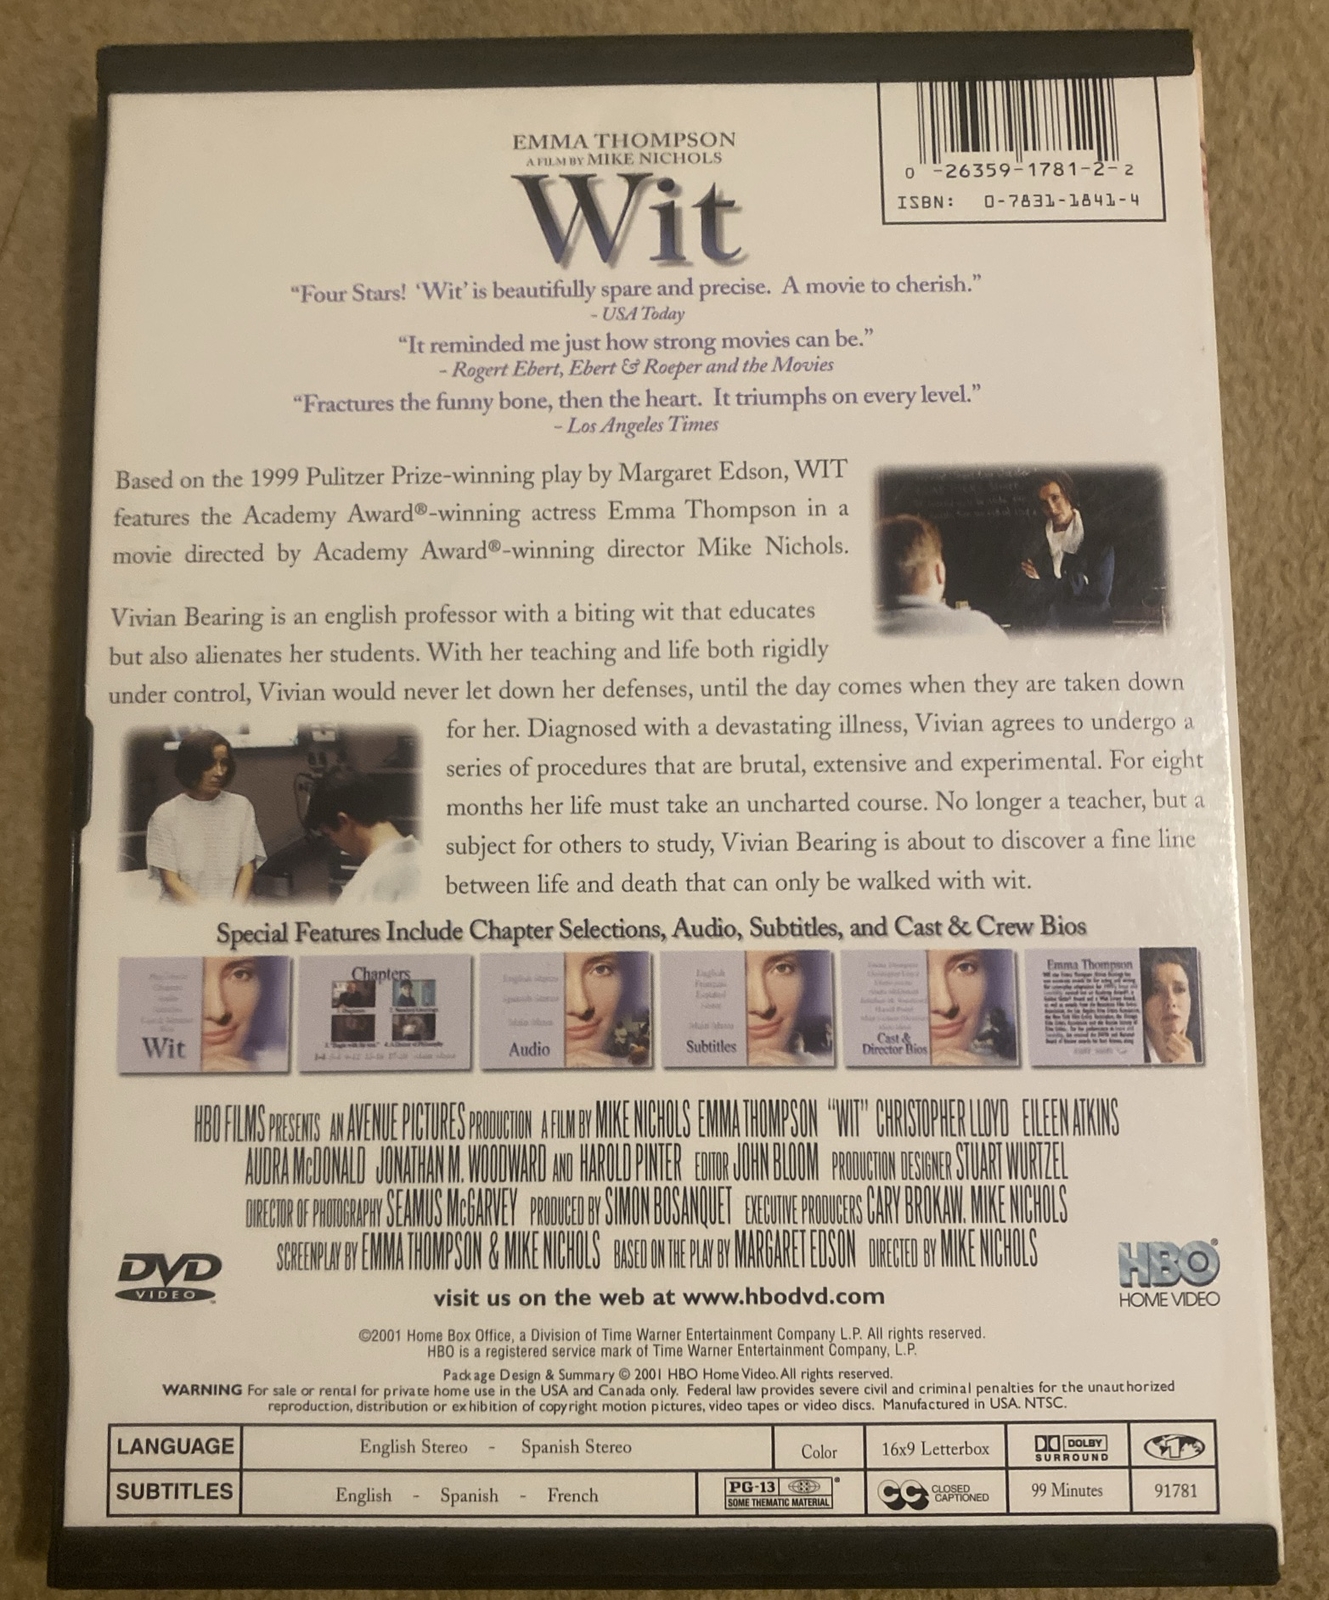 EMMA THOMPSON
A FILM BY MIKE NICHOLS
Wit
0 -26359-1781-2- 2
ISBN: 0-7831-1841-4
“Four Stars! ‘Wit’ is beautifully spare and precise. A movie to cherish.”
- USA Today
“It reminded me just how strong movies can be.”
- Rogert Ebert, Ebert & Roeper and the Movies
“Fractures the funny bone, then the heart. It triumphs on every level.”
- Los Angeles Times
Based on the 1999 Pulitzer Prize-winning play by Margaret Edson, WIT
features the Academy Award®-winning actress Emma Thompson in a
movie directed by Academy Award®-winning director Mike Nichols.
Vivian Bearing is an english professor with a biting wit that educates
but also alienates her students. With her teaching and life both rigidly
under control, Vivian would never let down her defenses, until the day comes when they are taken down
for her. Diagnosed with a devastating illness, Vivian agrees to undergo a
series of procedures that are brutal, extensive and experimental. For eight
months her life must take an uncharted course. No longer a teacher, but a
subject for others to study, Vivian Bearing is about to discover a fine line
between life and death that can only be walked with wit.
Special Features Include Chapter Selections, Audio, Subtitles, and Cast & Crew Bios
Wit
Chapters
Audio
Subtitles
Cast &
Director Bios
Emma Thompson
HBO FILMS PRESENTS AN AVENUE PICTURES PRODUCTION A FILM BY MIKE NICHOLS EMMA THOMPSON “WIT” CHRISTOPHER LLOYD EILEEN ATKINS
AUDRA McDONALD JONATHAN M. WOODWARD AND HAROLD PINTER EDITOR JOHN BLOOM PRODUCTION DESIGNER STUART WURTZEL
DIRECTOR OF PHOTOGRAPHY SEAMUS McGARVEY PRODUCED BY SIMON BOSANQUET EXECUTIVE PRODUCERS CARY BROKAW. MIKE NICHOLS
SCREENPLAY BY EMMA THOMPSON & MIKE NICHOLS BASED ON THE PLAY BY MARGARET EDSON DIRECTED BY MIKE NICHOLS
DVD
VIDEO
HBO®
HOME VIDEO
visit us on the web at www.hbodvd.com
©2001 Home Box Office, a Division of Time Warner Entertainment Company L.P. All rights reserved.
HBO is a registered service mark of Time Warner Entertainment Company, L.P.
Package Design & Summary © 2001 HBO Home Video. All rights reserved.
WARNING For sale or rental for private home use in the USA and Canada only. Federal law provides severe civil and criminal penalties for the unauthorized
reproduction, distribution or exhibition of copyright motion pictures, video tapes or video discs. Manufactured in USA. NTSC.
LANGUAGE English Stereo - Spanish Stereo Color 16x9 Letterbox DOLBY SURROUND 1
SUBTITLES English - Spanish - French PG-13 SOME THEMATIC MATERIAL CC CLOSED CAPTIONED 99 Minutes 91781